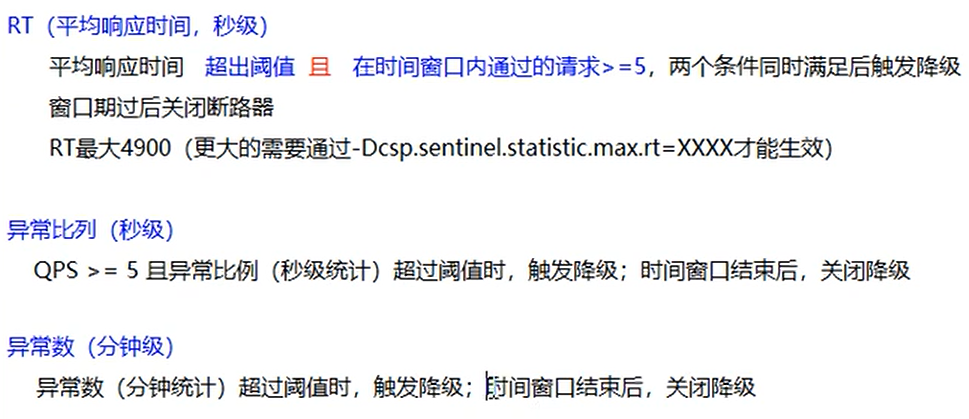 RT（平均响应时间，秒级）
平均响应时间 超出阈值 且 在时间窗口内通过的请求>=5，两个条件同时满足后触发降级
窗口期过后关闭断路器
RT最大4900（更大的需要通过-Dcsp.sentinel.statistic.max.rt=XXXX才能生效）
异常比列（秒级）
QPS >= 5 且异常比例（秒级统计）超过阈值时，触发降级；时间窗口结束后，关闭降级
异常数（分钟级）
异常数（分钟统计）超过阈值时，触发降级；时间窗口结束后，关闭降级